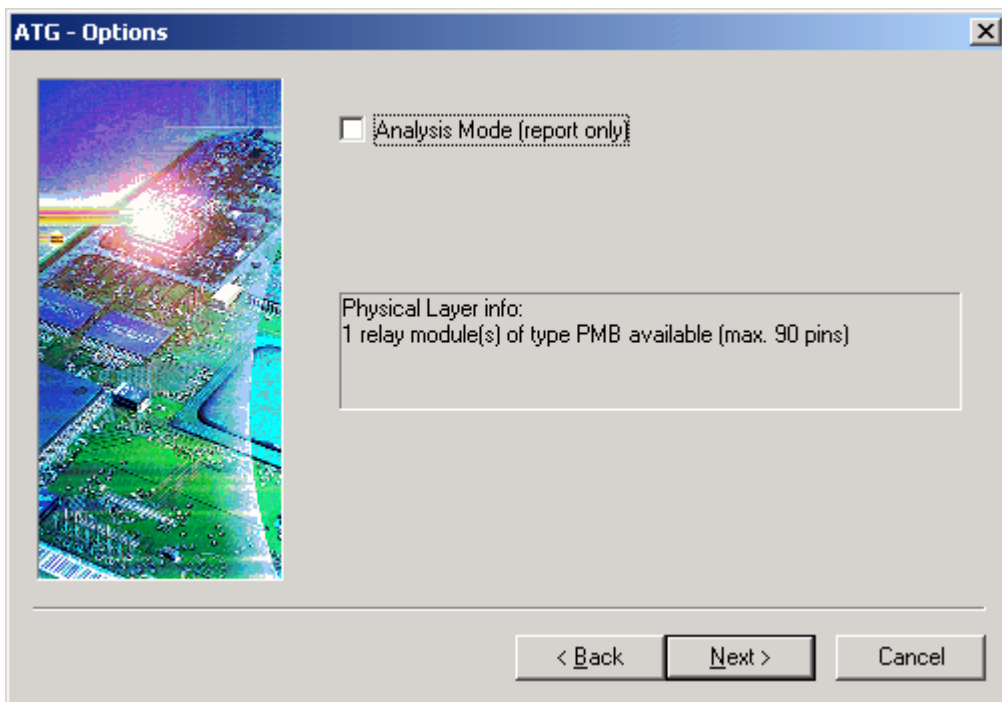 ATG - Options
Analysis Mode (report only)
Physical Layer info:
1 relay module(s) of type PMB available (max. 90 pins)
< Back
Next >
Cancel